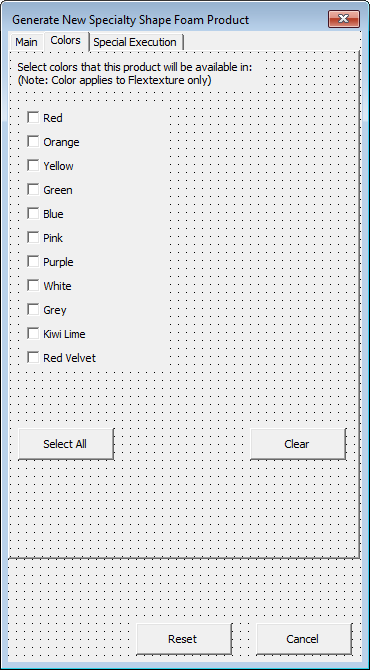 Generate New Specialty Shape Foam Product
Main Colors Special Execution
Select colors that this product will be available in:
(Note: Color applies to Flextexture only)
Red
Orange
Yellow
Green
Blue
Pink
Purple
White
Grey
Kiwi Lime
Red Velvet
Select All Clear
Reset Cancel